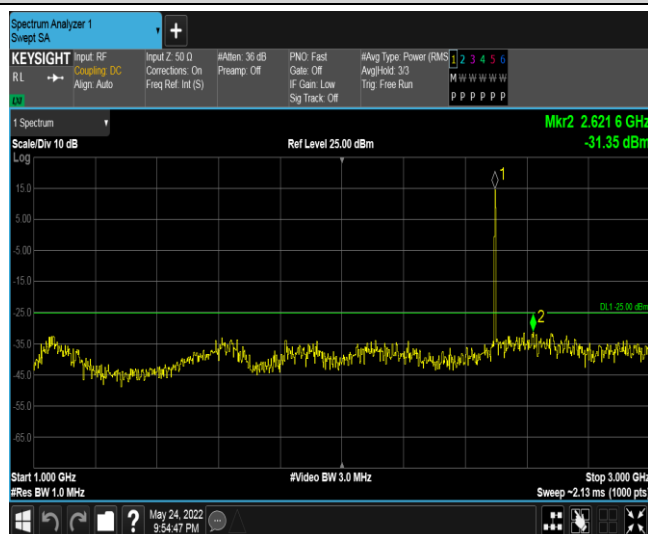 Spectrum Analyzer 1
Swept SA
KEYSIGHT
RL
Input: RF
Coupling: DC
Align: Auto
Input Z: 50 Ω
Corrections: On
Freq Ref: Int (S)
#Atten: 36 dB
Preamp: Off
PNO: Fast
Gate: Off
IF Gain: Low
Sig Track: Off
#Avg Type: Power (RMS
Avg|Hold: 3/3
Trig: Free Run
1 2 3 4 5 6
M W W W W W
P P P P P P
1 Spectrum
Scale/Div 10 dB
Log
Ref Level 25.00 dBm
Mkr2 2.621 6 GHz
-31.35 dBm
15.0
5.00
-5.00
-15.0
-25.0
-35.0
-45.0
-55.0
-65.0
1
DL1 -25.00 dBm
2
Start 1.000 GHz
#Video BW 3.0 MHz
Stop 3.000 GHz
#Res BW 1.0 MHz
Sweep ~2.13 ms (1000 pts)
May 24, 2022
9:54:47 PM